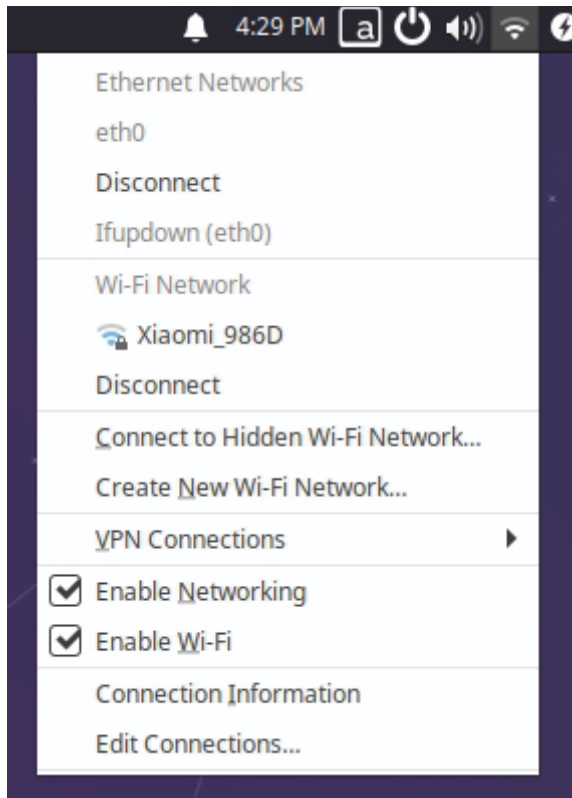 4:29 PM a
Ethernet Networks
eth0
Disconnect
Ifupdown (eth0)
Wi-Fi Network
Xiaomi_986D
Disconnect
Connect to Hidden Wi-Fi Network...
Create New Wi-Fi Network...
VPN Connections
Enable Networking
Enable Wi-Fi
Connection Information
Edit Connections...